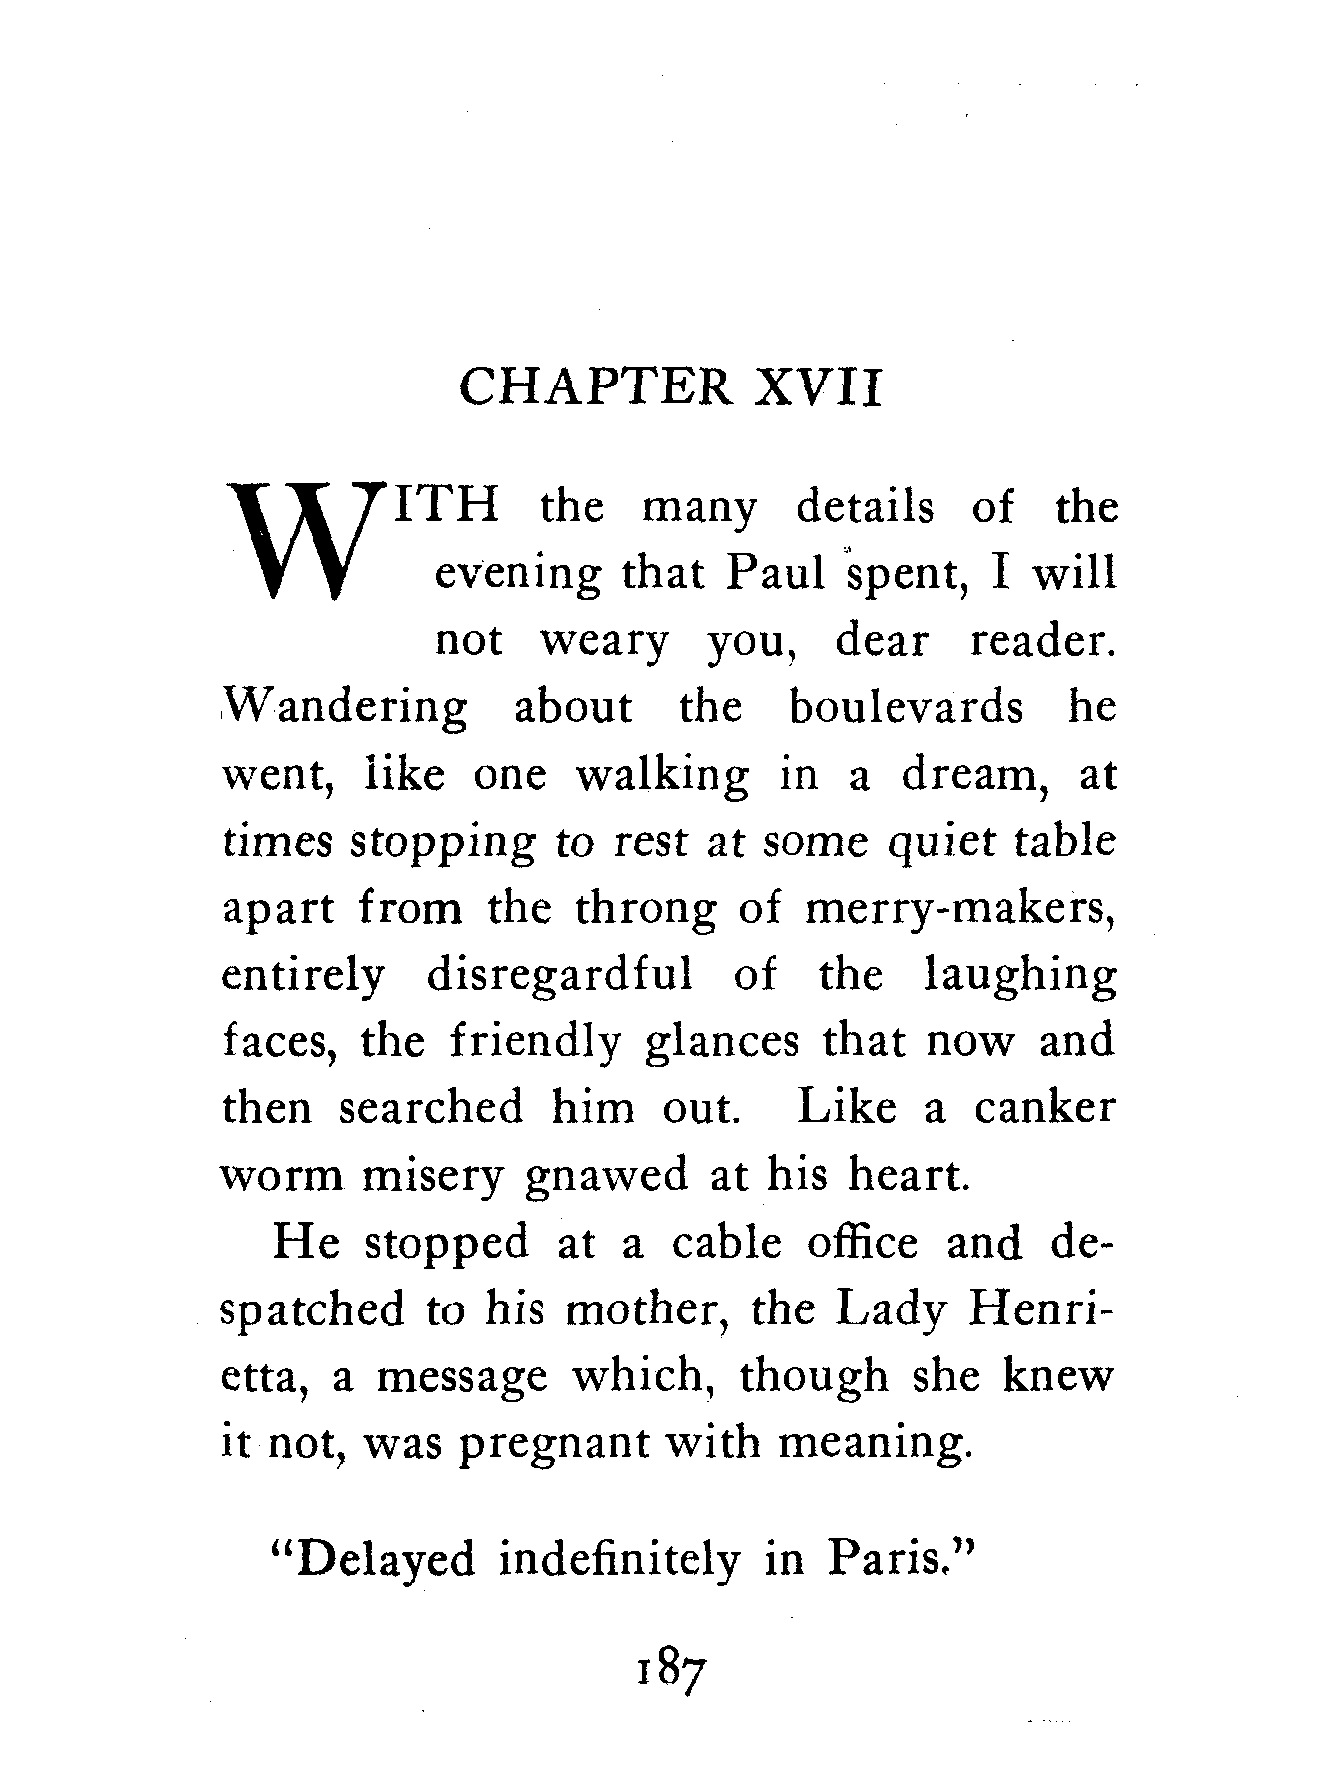 CHAPTER XVII
WITH the many details of the
evening that Paul spent, I will
not weary you, dear reader.
Wandering about the boulevards he
went, like one walking in a dream, at
times stopping to rest at some quiet table
apart from the throng of merry-makers,
entirely disregardful of the laughing
faces, the friendly glances that now and
then searched him out. Like a canker
worm misery gnawed at his heart.
He stopped at a cable office and de-
spatched to his mother, the Lady Henri-
etta, a message which, though she knew
it not, was pregnant with meaning.
“Delayed indefinitely in Paris.”
187